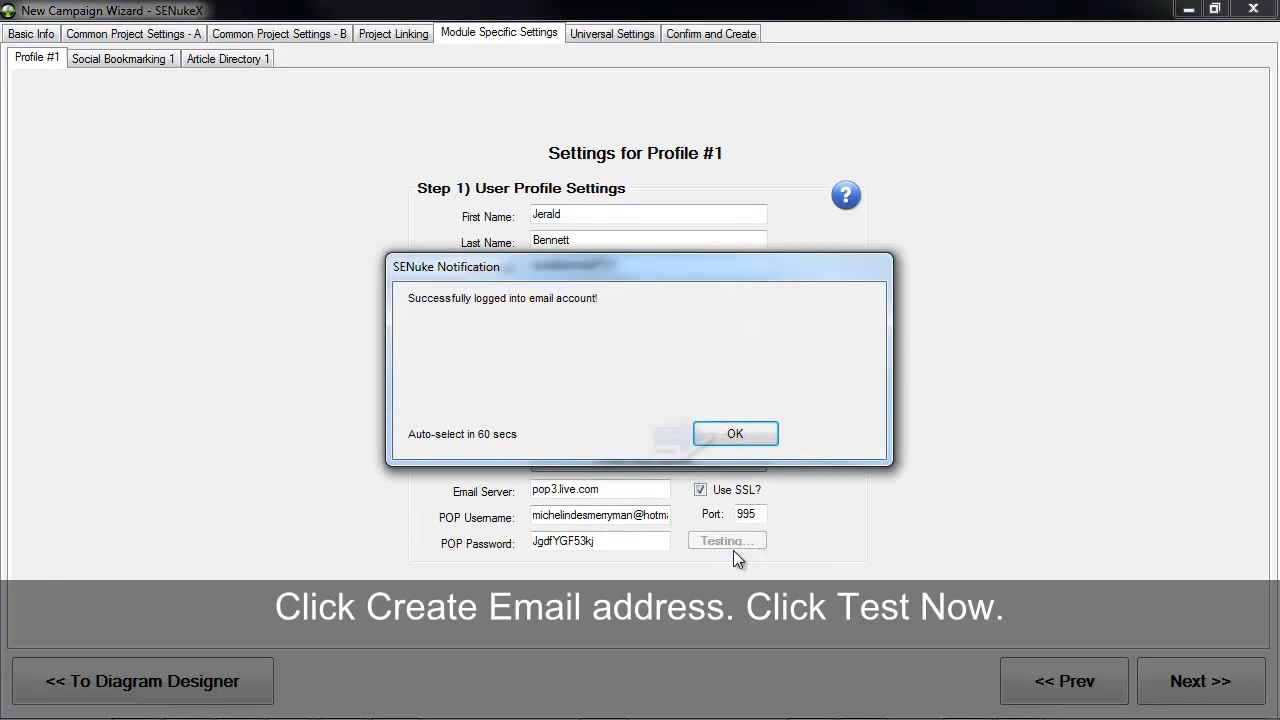 New Campaign Wizard - SENukeX
Basic Info Common Project Settings - A Common Project Settings - B Project Linking Module Specific Settings Universal Settings Confirm and Create
Profile #1 Social Bookmarking 1 Article Directory 1
Settings for Profile #1
Step 1) User Profile Settings
?
First Name: Jerald
Last Name: Bennett
SENuke Notification
Successfully logged into email account!
Auto-select in 60 secs OK
Email Server: pop3.live.com Use SSL?
POP Username: michelindesmerryman@hotm Port: 995
POP Password: JgdfYGF53kj Testing...
Click Create Email address. Click Test Now.
<< To Diagram Designer << Prev Next >>